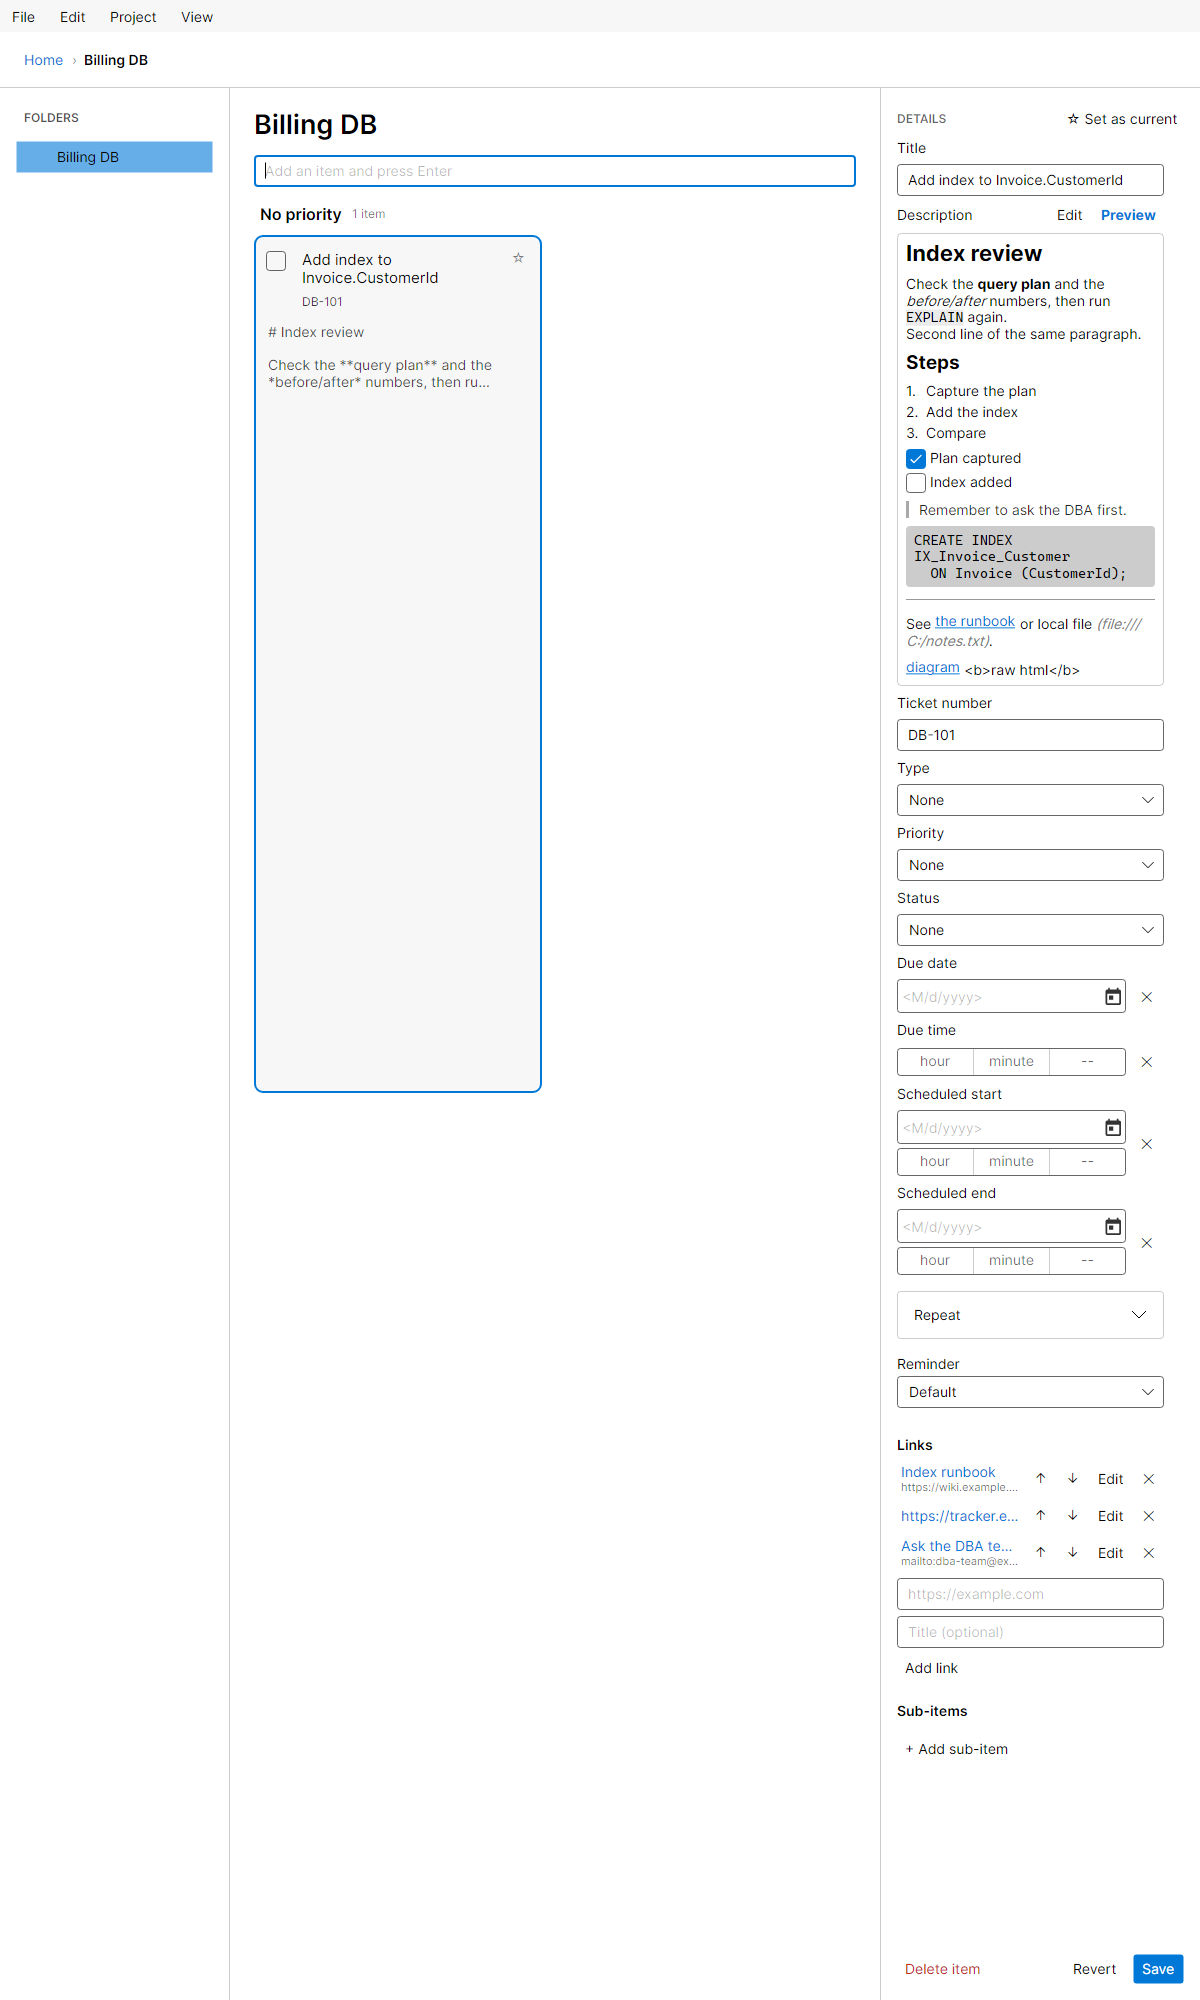 File Edit Project View
Home › Billing DB
FOLDERS
Billing DB
Billing DB
Add an item and press Enter
No priority 1 item
Add index to
Invoice.CustomerId
DB-101
# Index review
Check the **query plan** and the
*before/after* numbers, then ru...
DETAILS
☆ Set as current
Title
Add index to Invoice.CustomerId
Description Edit Preview
Index review
Check the query plan and the
before/after numbers, then run
EXPLAIN again.
Second line of the same paragraph.
Steps
1. Capture the plan
2. Add the index
3. Compare
Plan captured
Index added
Remember to ask the DBA first.
CREATE INDEX
IX_Invoice_Customer
ON Invoice (CustomerId);
See the runbook or local file (file:///
C:/notes.txt).
diagram <b>raw html</b>
Ticket number
DB-101
Type
None
Priority
None
Status
None
Due date
<M/d/yyyy>
Due time
hour minute --
Scheduled start
<M/d/yyyy>
hour minute --
Scheduled end
<M/d/yyyy>
hour minute --
Repeat
Reminder
Default
Links
Index runbook
https://wiki.example....
↑ ↓ Edit
https://tracker.e... ↑ ↓ Edit
Ask the DBA te...
mailto:dba-team@ex...
↑ ↓ Edit
https://example.com
Title (optional)
Add link
Sub-items
+ Add sub-item
Delete item Revert Save